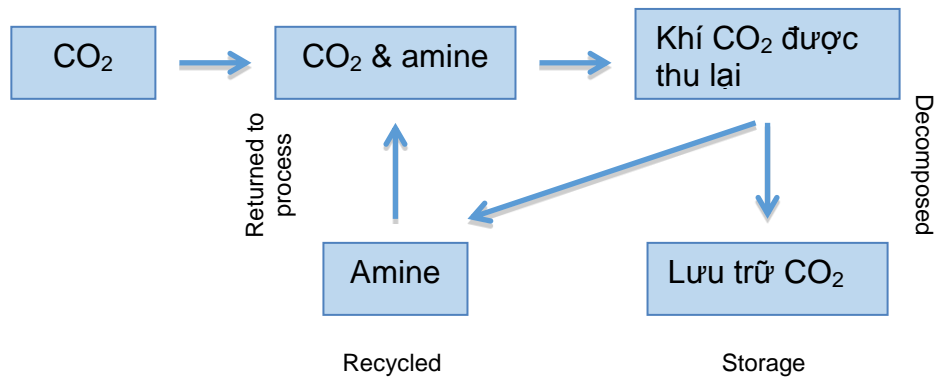 CO₂
CO₂ & amine
Khí CO₂ được
thu lại
Returned to
process
Decomposed
Amine
Lưu trữ CO₂
Recycled
Storage